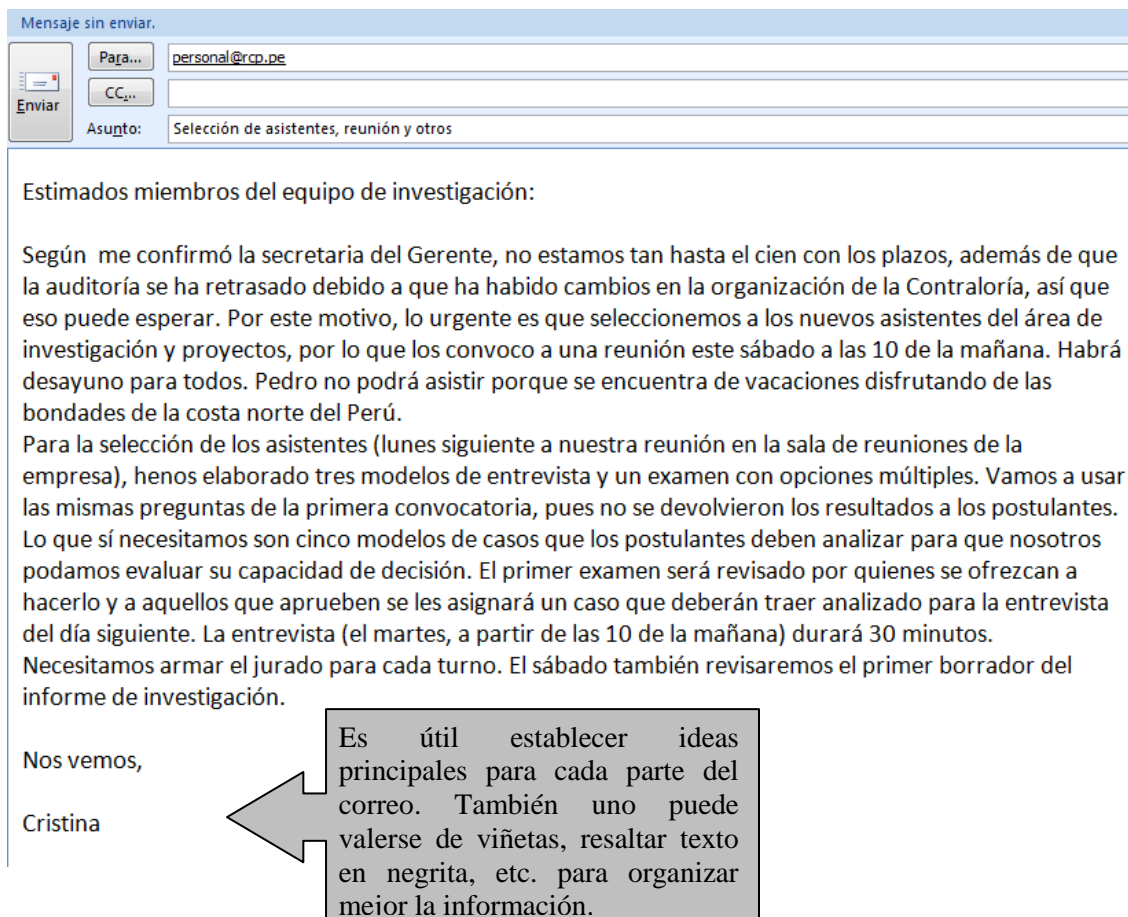 Mensaje sin enviar.
Enviar
Para...
personal@rcp.pe
CC...
Asunto:
Selección de asistentes, reunión y otros
Estimados miembros del equipo de investigación:
Según  me confirmó la secretaria del Gerente, no estamos tan hasta el cien con los plazos, además de que
la auditoría se ha retrasado debido a que ha habido cambios en la organización de la Contraloría, así que
eso puede esperar. Por este motivo, lo urgente es que seleccionemos a los nuevos asistentes del área de
investigación y proyectos, por lo que los convoco a una reunión este sábado a las 10 de la mañana. Habrá
desayuno para todos. Pedro no podrá asistir porque se encuentra de vacaciones disfrutando de las
bondades de la costa norte del Perú.
Para la selección de los asistentes (lunes siguiente a nuestra reunión en la sala de reuniones de la
empresa), henos elaborado tres modelos de entrevista y un examen con opciones múltiples. Vamos a usar
las mismas preguntas de la primera convocatoria, pues no se devolvieron los resultados a los postulantes.
Lo que sí necesitamos son cinco modelos de casos que los postulantes deben analizar para que nosotros
podamos evaluar su capacidad de decisión. El primer examen será revisado por quienes se ofrezcan a
hacerlo y a aquellos que aprueben se les asignará un caso que deberán traer analizado para la entrevista
del día siguiente. La entrevista (el martes, a partir de las 10 de la mañana) durará 30 minutos.
Necesitamos armar el jurado para cada turno. El sábado también revisaremos el primer borrador del
informe de investigación.
Nos vemos,
Cristina
Es útil establecer ideas
principales para cada parte del
correo. También uno puede
valerse de viñetas, resaltar texto
en negrita, etc. para organizar
mejor la información.